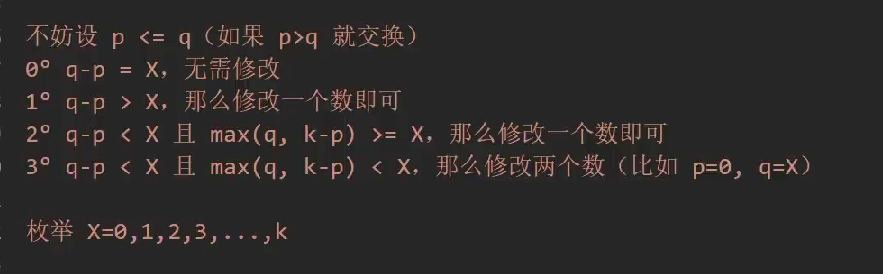 不妨设 p <= q（如果 p>q 就交换）
0° q-p = X，无需修改
1° q-p > X，那么修改一个数即可
2° q-p < X 且 max(q, k-p) >= X，那么修改一个数即可
3° q-p < X 且 max(q, k-p) < X，那么修改两个数（比如 p=0, q=X）
枚举 X=0,1,2,3,...,k